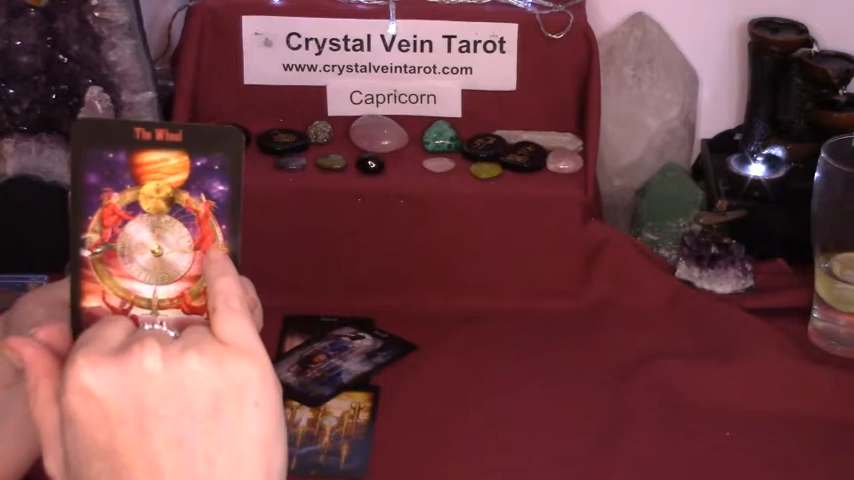 Crystal Vein Tarot
www.crystalveintarot.com
Capricorn
The Wheel